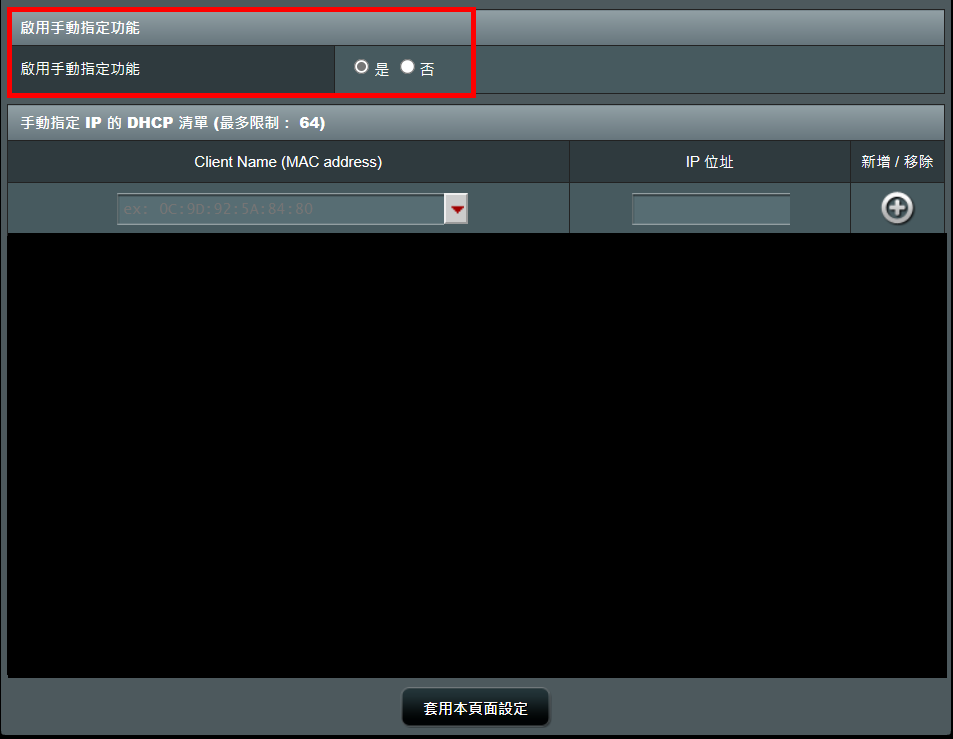 啟用手動指定功能
啟用手動指定功能 是 否
手動指定 IP 的 DHCP 清單 (最多限制： 64)
Client Name (MAC address) IP 位址 新增 / 移除
ex: 0C:9D:92:5A:84:80
套用本頁面設定